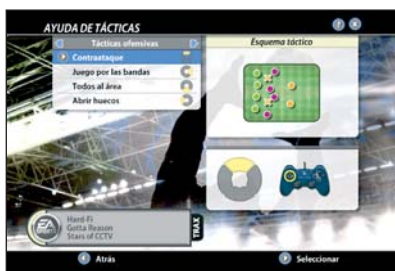 AYUDA DE TÁCTICAS
Tácticas ofensivas
Contraataque
Juego por las bandas
Todos al área
Abrir huecos
Esquema táctico
EA
Hard-Fi
Gotta Reason
Stars of CCTV
TRAX
Atrás
Seleccionar